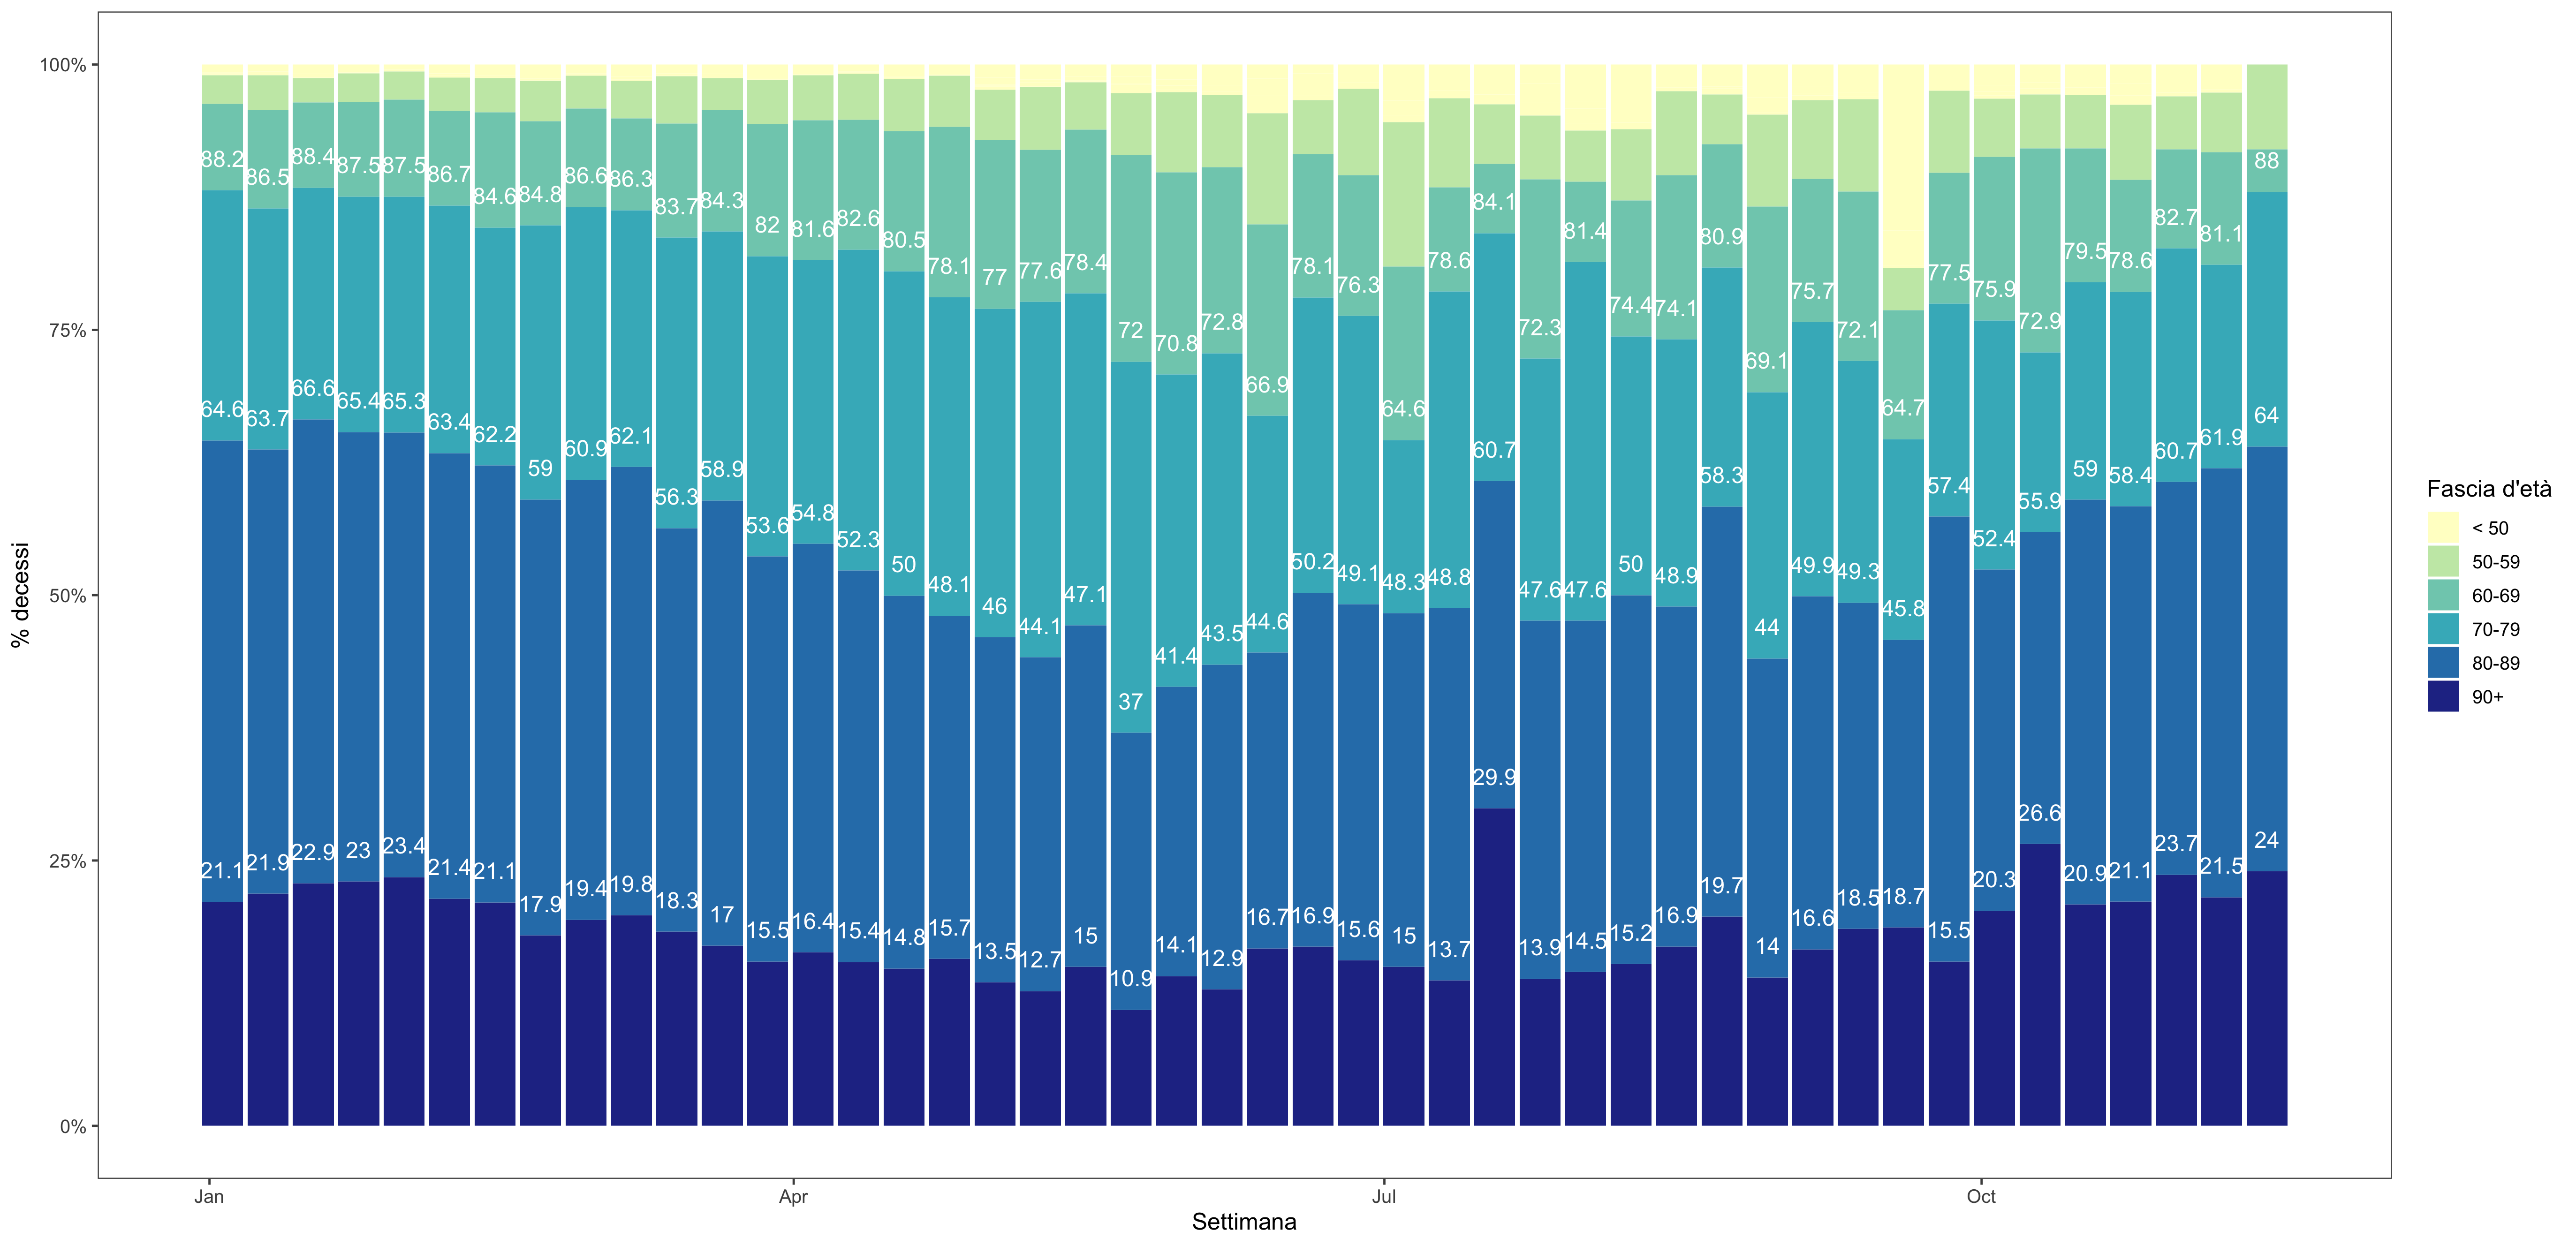 100%
88.2 86.5 88.4 87.5 87.5 86.7 84.6 84.8 86.6 86.3 83.7 84.3 82 81.6 82.6 80.5 78.1 77 77.6 78.4 72 70.8 72.8 66.9 78.1 76.3 64.6 78.6 84.1 72.3 81.4 74.4 74.1 80.9 69.1 75.7 72.1 64.7 77.5 75.9 72.9 79.5 78.6 82.7 81.1 88
75%
64.6 63.7 66.6 65.4 65.3 63.4 62.2 59 60.9 62.1 56.3 58.9 53.6 54.8 52.3 50 48.1 46 44.1 47.1 37 41.4 43.5 44.6 50.2 49.1 48.3 48.8 60.7 47.6 47.6 50 48.9 58.3 44 49.9 49.3 45.8 57.4 52.4 55.9 59 58.4 60.7 61.9 64
50%
% decessi
25%
21.1 21.9 22.9 23 23.4 21.4 21.1 17.9 19.4 19.8 18.3 17 15.5 16.4 15.4 14.8 15.7 13.5 12.7 15 10.9 14.1 12.9 16.7 16.9 15.6 15 13.7 29.9 13.9 14.5 15.2 16.9 19.7 14 16.6 18.5 18.7 15.5 20.3 26.6 20.9 21.1 23.7 21.5 24
0%
Jan Apr Jul Oct
Settimana
Fascia d'età
< 50
50-59
60-69
70-79
80-89
90+